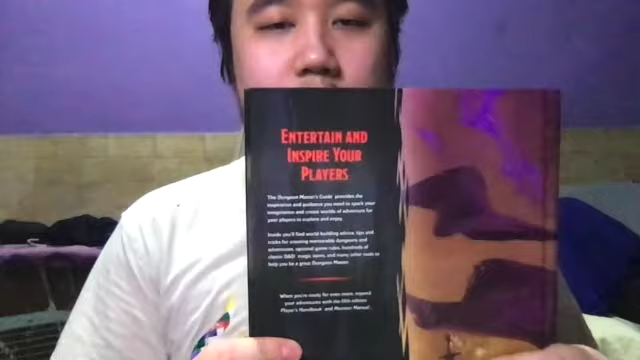 ENTERTAIN AND
INSPIRE YOUR
PLAYERS
The Dungeon Master's Guide provides the
inspiration and guidance you need to spark your
imagination and create worlds of adventure for
your players to explore and enjoy.
Inside you'll find world building advice, tips and
tricks for creating memorable dungeons and
adventures, optional game rules, hundreds of
classic D&D magic items, and many other tools to
help you be a great Dungeon Master.
When you're ready for even more, expand
your adventures with the fifth edition
Player's Handbook and Monster Manual.